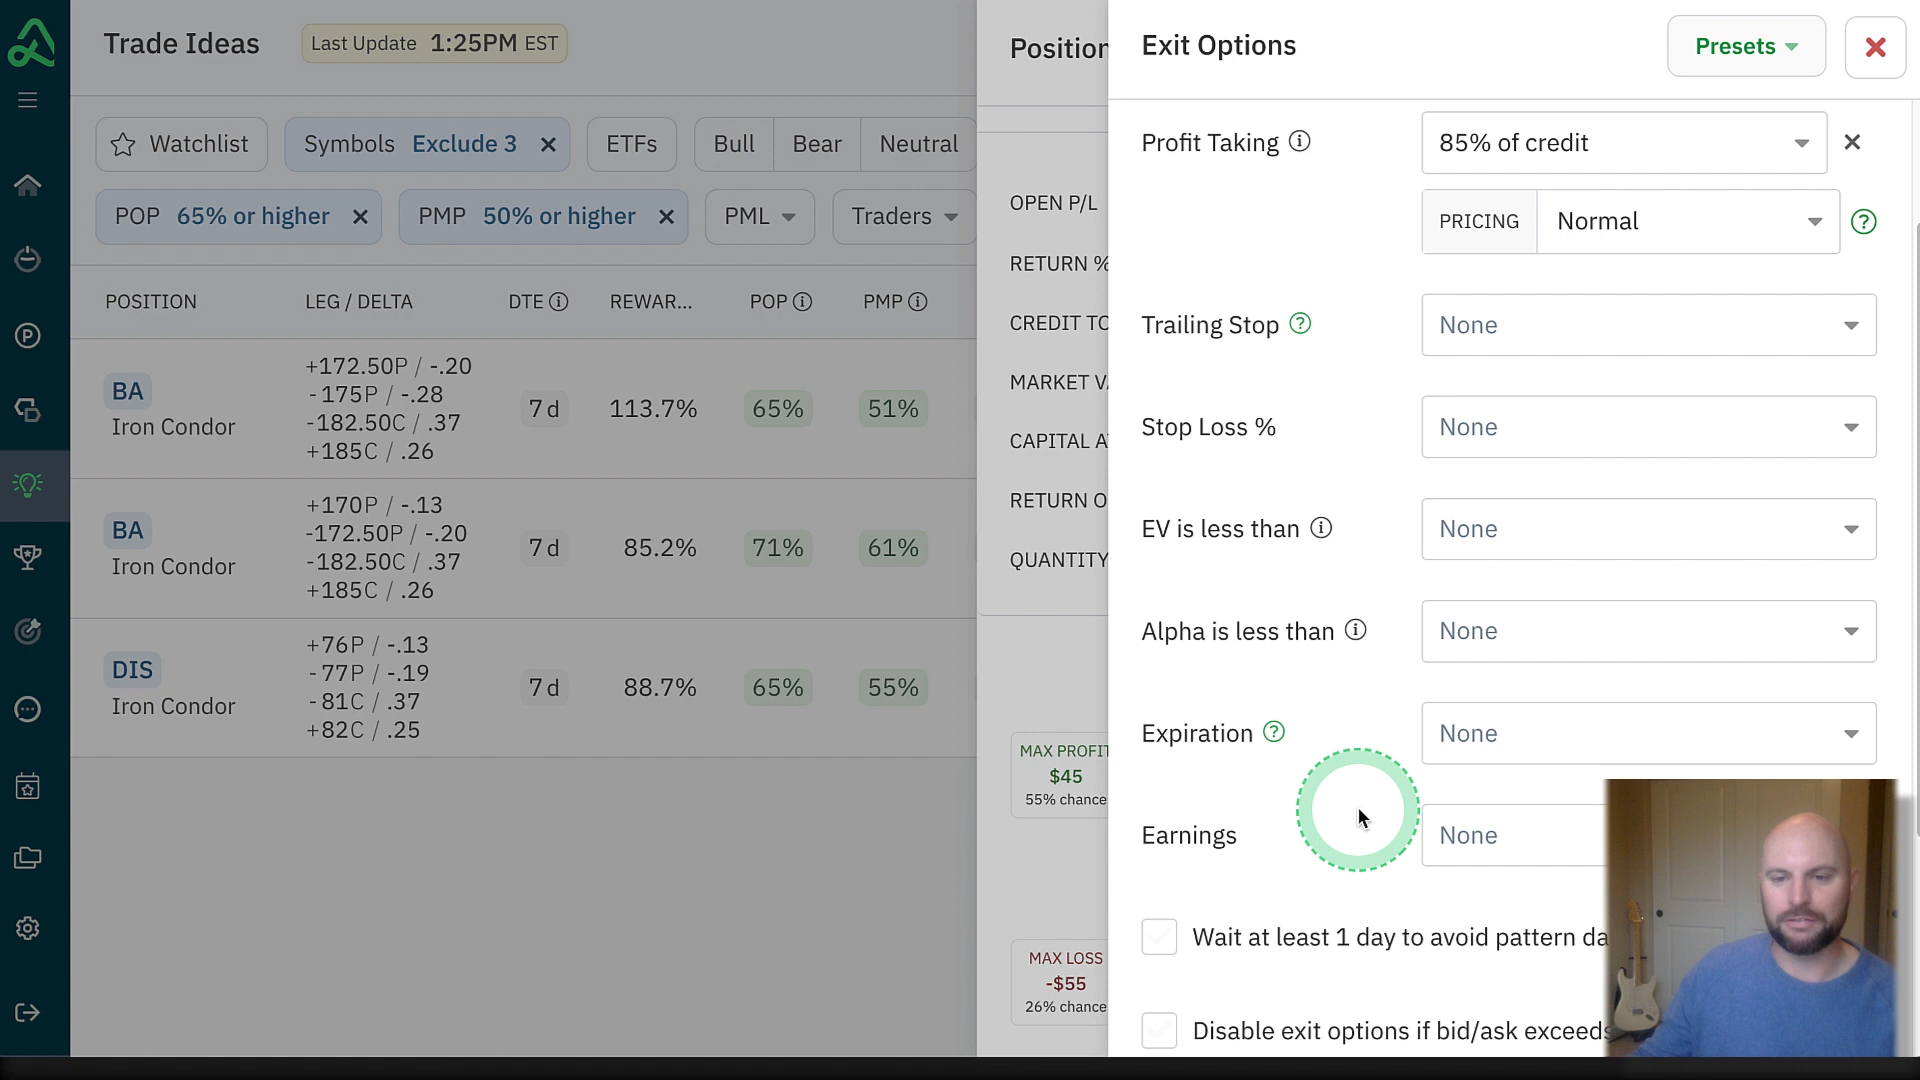 Trade Ideas
Last Update 1:25PM EST
Watchlist
Symbols Exclude 3
ETFs
Bull
Bear
Neutral
POP 65% or higher
PMP 50% or higher
PML
Traders
POSITION
LEG / DELTA
DTE
REWAR...
POP
PMP
BA
Iron Condor
+172.50P / -.20
-175P / -.28
-182.50C / .37
+185C / .26
7 d
113.7%
65%
51%
BA
Iron Condor
+170P / -.13
-172.50P / -.20
-182.50C / .37
+185C / .26
7 d
85.2%
71%
61%
DIS
Iron Condor
+76P / -.13
-77P / -.19
-81C / .37
+82C / .25
7 d
88.7%
65%
55%
Position
OPEN P/L
RETURN %
CREDIT TO
MARKET VA
CAPITAL A
RETURN O
QUANTITY
MAX PROFIT
$45
55% chance
MAX LOSS
-$55
26% chance
Exit Options
Presets
Profit Taking
85% of credit
PRICING Normal
Trailing Stop
None
Stop Loss %
None
EV is less than
None
Alpha is less than
None
Expiration
None
Earnings
None
Wait at least 1 day to avoid pattern da
Disable exit options if bid/ask exceeds